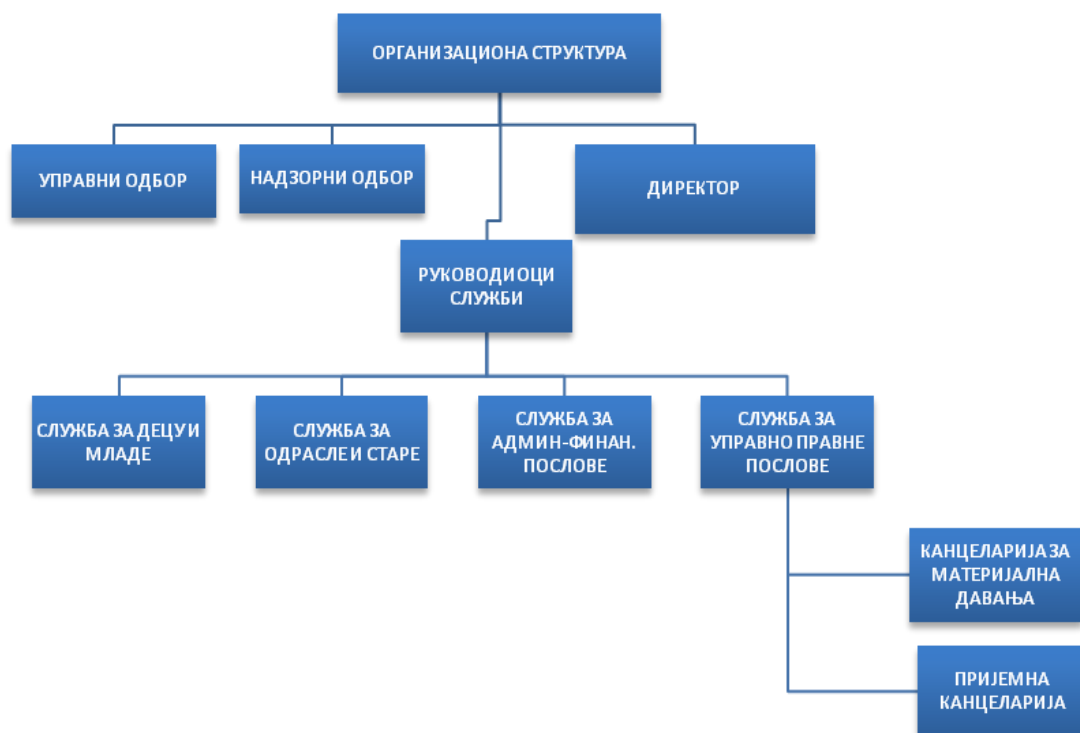 ОРГАНИЗАЦИОНА СТРУКТУРА
УПРАВНИ ОДБОР
НАДЗОРНИ ОДБОР
ДИРЕКТОР
РУКОВОДИОЦИ
СЛУЖБИ
СЛУЖБА ЗА ДЕЦУ И
МЛАДЕ
СЛУЖБА ЗА
ОДРАСЛЕ И СТАРЕ
СЛУЖБА ЗА
АДМИН-ФИНАН.
ПОСЛОВЕ
СЛУЖБА ЗА
УПРАВНО ПРАВНЕ
ПОСЛОВЕ
КАНЦЕЛАРИЈА ЗА
МАТЕРИЈАЛНА
ДАВАЊА
ПРИЈЕМНА
КАНЦЕЛАРИЈА